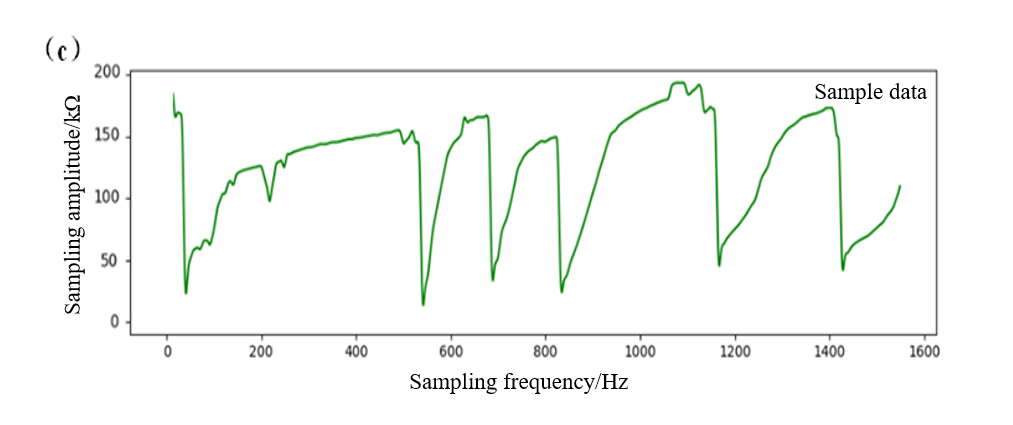 (c)
Sample data
Sampling amplitude/kΩ
200
150
100
50
0
0 200 400 600 800 1000 1200 1400 1600
Sampling frequency/Hz